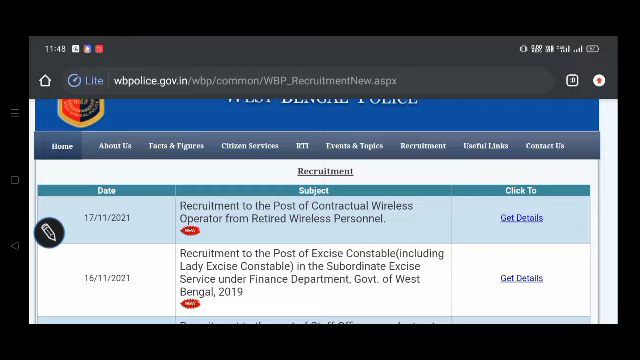 11:48
Lite wbpolice.gov.in/wbp/common/WBP_RecruitmentNew.aspx
WEST BENGAL POLICE
Home About Us Facts & Figures Citizen Services RTI Events & Topics Recruitment Useful Links Contact Us
Recruitment
Date Subject Click To
17/11/2021
Recruitment to the Post of Contractual Wireless
Operator from Retired Wireless Personnel.
NEW
Get Details
16/11/2021
Recruitment to the Post of Excise Constable(including
Lady Excise Constable) in the Subordinate Excise
Service under Finance Department, Govt. of West
Bengal, 2019
NEW
Get Details